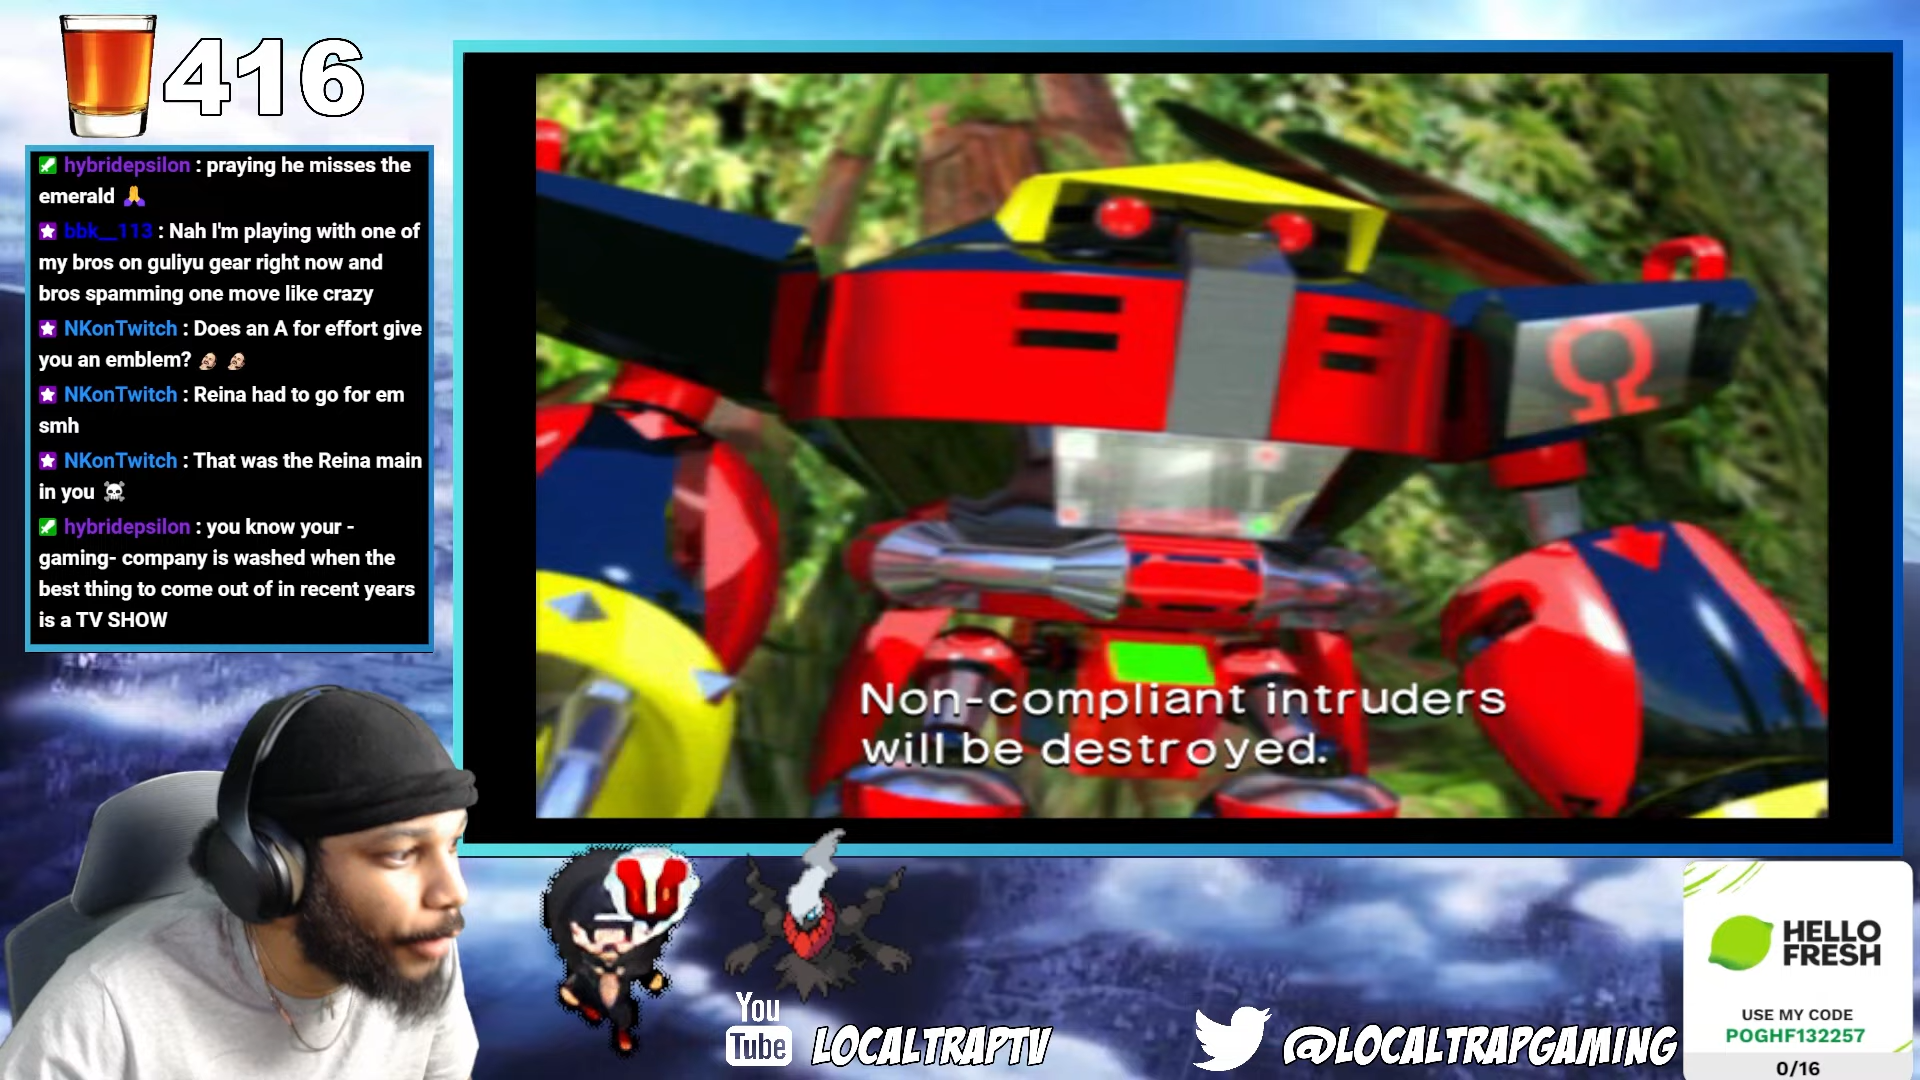 416
hybridepsilon : praying he misses the
emerald 🙏
bbk__113 : Nah I'm playing with one of
my bros on guliyu gear right now and
bros spamming one move like crazy
NKonTwitch : Does an A for effort give
you an emblem?
NKonTwitch : Reina had to go for em
smh
NKonTwitch : That was the Reina main
in you ☠️
hybridepsilon : you know your -
gaming- company is washed when the
best thing to come out of in recent years
is a TV SHOW
Ω
Non-compliant intruders
will be destroyed.
You
Tube
LOCALTRAPTV
@LOCALTRAPGAMING
HELLO
FRESH
USE MY CODE
POGHF132257
0/16